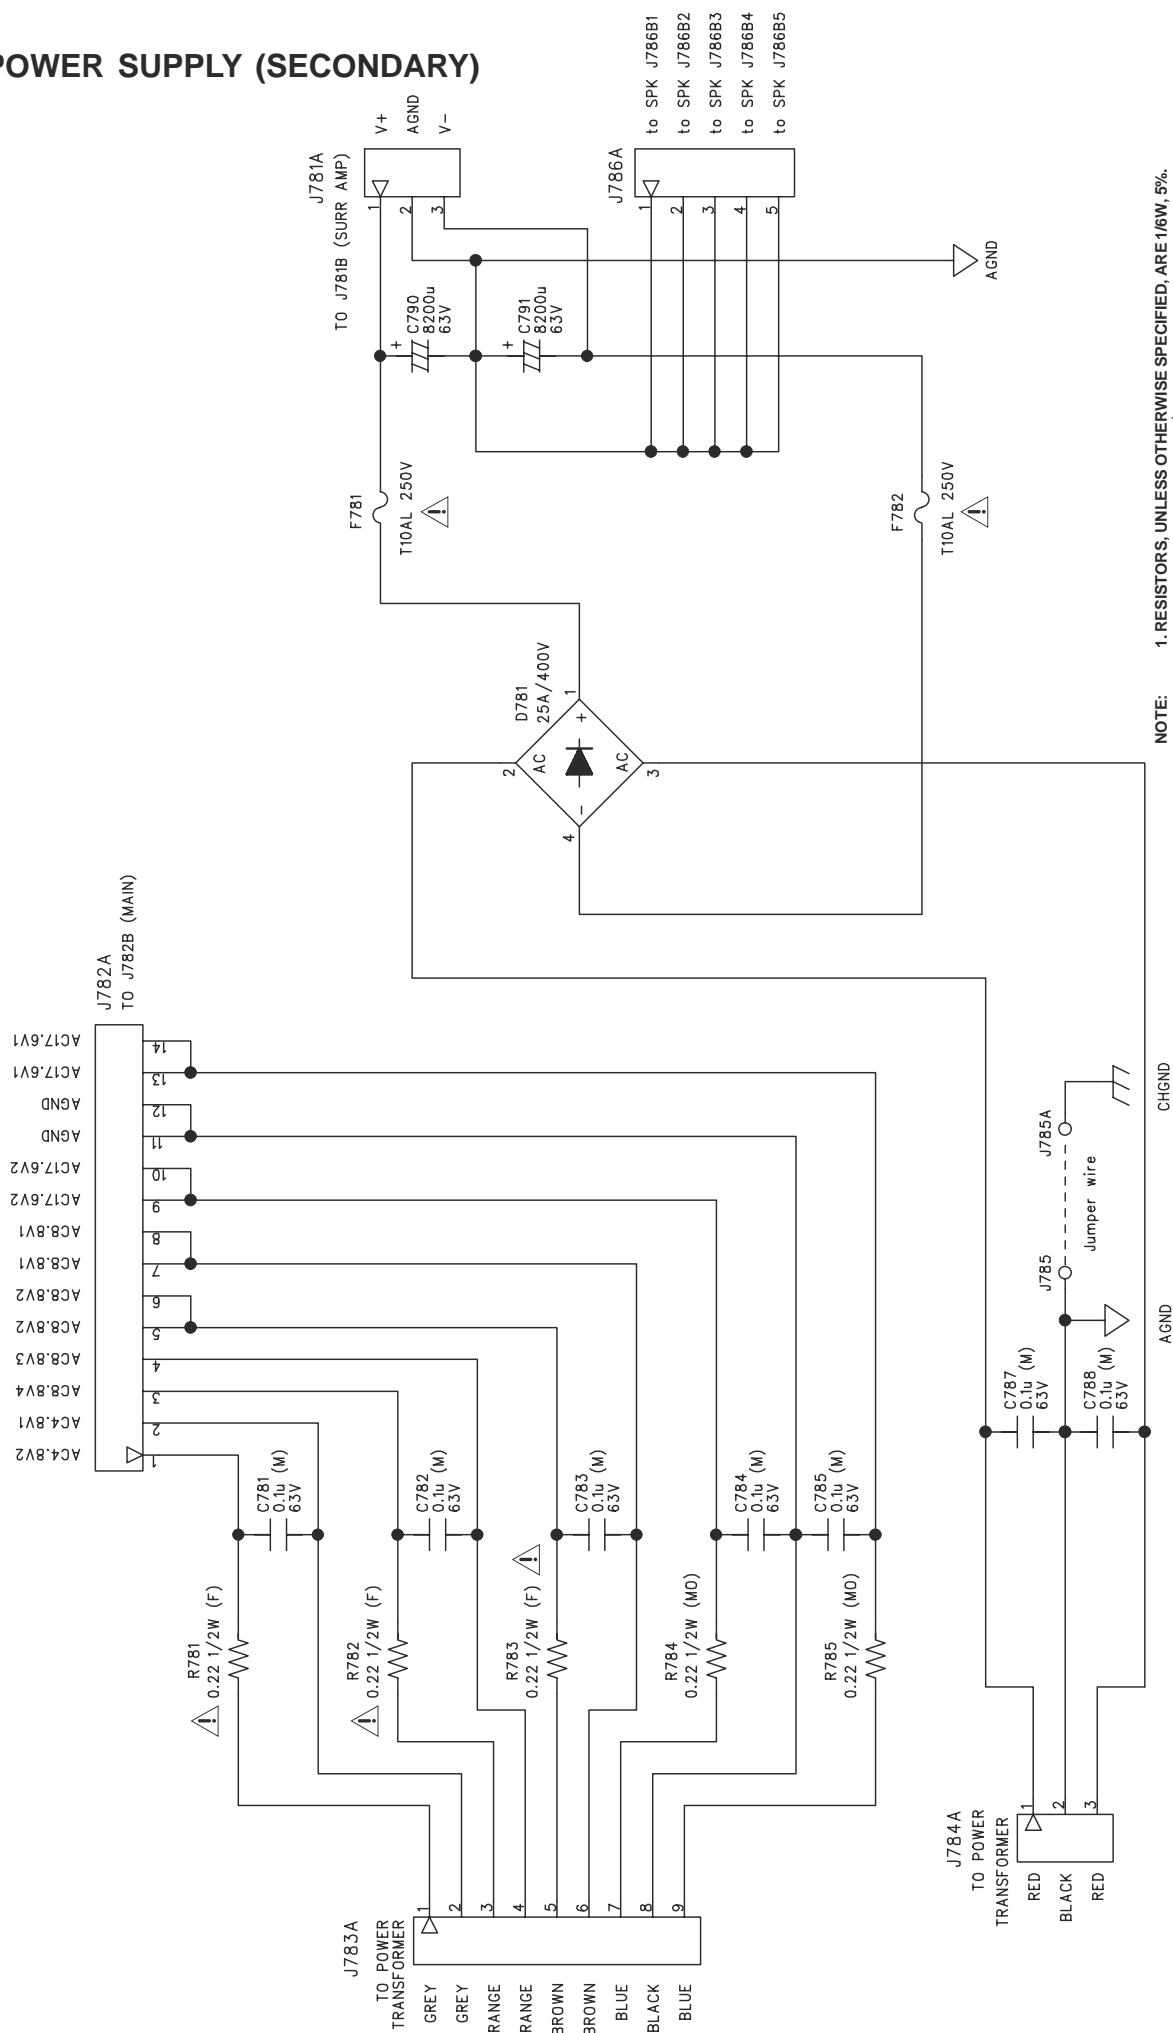 POWER SUPPLY (SECONDARY)
to SPK J786B1
to SPK J786B2
to SPK J786B3
to SPK J786B4
to SPK J786B5
V+
AGND
V-
J781A
TO J781B (SURR AMP)
1
2
3
J786A
1
2
3
4
5
AGND
+
C790
8200u
63V
+
C791
8200u
63V
F781
T10AL 250V
!
F782
T10AL 250V
!
D781
25A/400V
1
2
3
4
AC
AC
+
-
NOTE:
1. RESISTORS, UNLESS OTHERWISE SPECIFIED, ARE 1/6W, 5%.
J782A
TO J782B (MAIN)
AC17.6V1
AC17.6V1
AGND
AGND
AC17.6V2
AC17.6V2
AC8.8V1
AC8.8V1
AC8.8V2
AC8.8V2
AC8.8V3
AC8.8V4
AC4.8V1
AC4.8V2
14
13
12
11
10
9
8
7
6
5
4
3
2
1
J785A
CHGND
Jumper wire
J785
AGND
C787
0.1u (M)
63V
C788
0.1u (M)
63V
C781
0.1u (M)
63V
C782
0.1u (M)
63V
C783
0.1u (M)
63V
C784
0.1u (M)
63V
C785
0.1u (M)
63V
R781
0.22 1/2W (F)
!
R782
0.22 1/2W (F)
!
R783
0.22 1/2W (F)
!
R784
0.22 1/2W (MO)
R785
0.22 1/2W (MO)
J784A
TO POWER
TRANSFORMER
1
2
3
RED
BLACK
RED
J783A
TO POWER
TRANSFORMER
1
2
3
4
5
6
7
8
9
GREY
GREY
RANGE
RANGE
BROWN
BROWN
BLUE
BLACK
BLUE